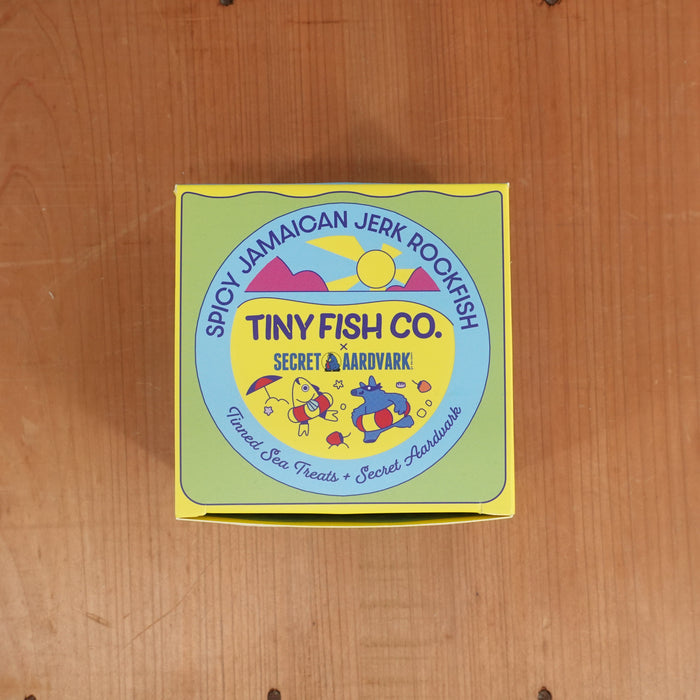 SPICY JAMAICAN JERK ROCKFISH
TINY FISH CO.
×
SECRET AARDVARK
Tinned Sea Treats + Secret Aardvark